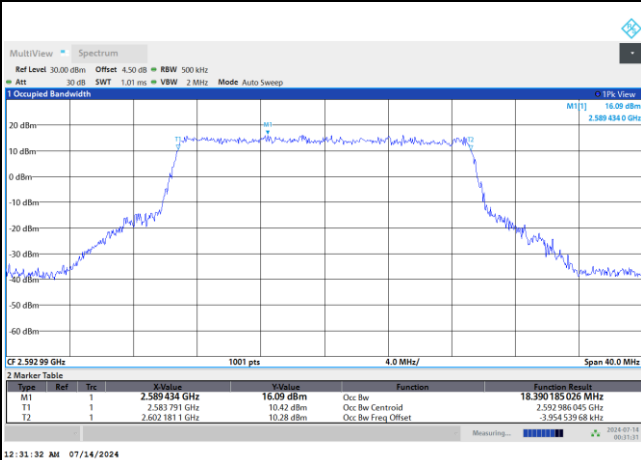 MultiView Spectrum
Ref Level 30.00 dBm Offset 4.50 dB RBW 500 kHz
Att 30 dB SWT 1.01 ms VBW 2 MHz Mode Auto Sweep
1 Occupied Bandwidth 1Pk View
M1[1] 16.09 dBm
2.589 434 0 GHz
20 dBm
T1 M1 T2
10 dBm
0 dBm
-10 dBm
-20 dBm
-30 dBm
-40 dBm
-50 dBm
-60 dBm
CF 2.592 99 GHz 1001 pts 4.0 MHz/ Span 40.0 MHz
2 Marker Table
Type Ref Trc X-Value Y-Value Function Function Result
M1 1 2.589 434 GHz 16.09 dBm Occ Bw 18.390 185 026 MHz
T1 1 2.583 791 GHz 10.42 dBm Occ Bw Centroid 2.592 986 045 GHz
T2 1 2.602 181 1 GHz 10.28 dBm Occ Bw Freq Offset -3.954 539 68 kHz
Measuring... 2024-07-14
00:31:31
12:31:32 AM 07/14/2024